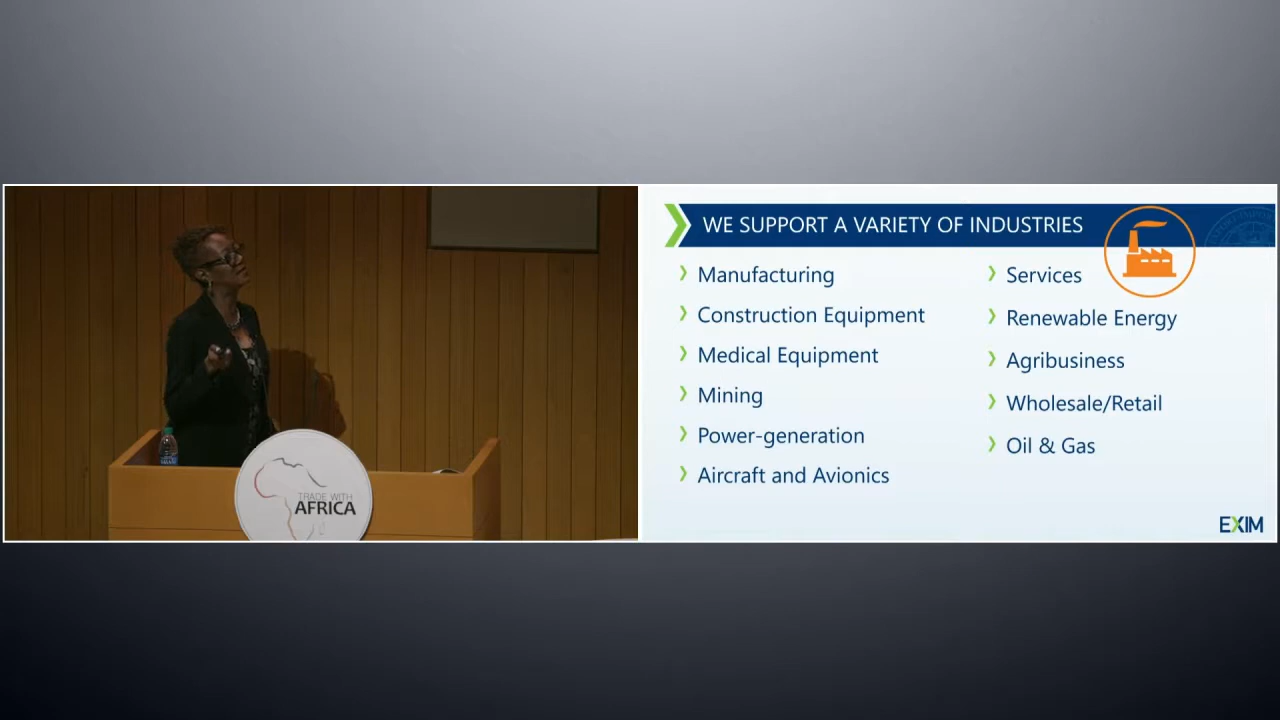 TRADE WITH
AFRICA
WE SUPPORT A VARIETY OF INDUSTRIES
Manufacturing
Construction Equipment
Medical Equipment
Mining
Power-generation
Aircraft and Avionics
Services
Renewable Energy
Agribusiness
Wholesale/Retail
Oil & Gas
EXIM